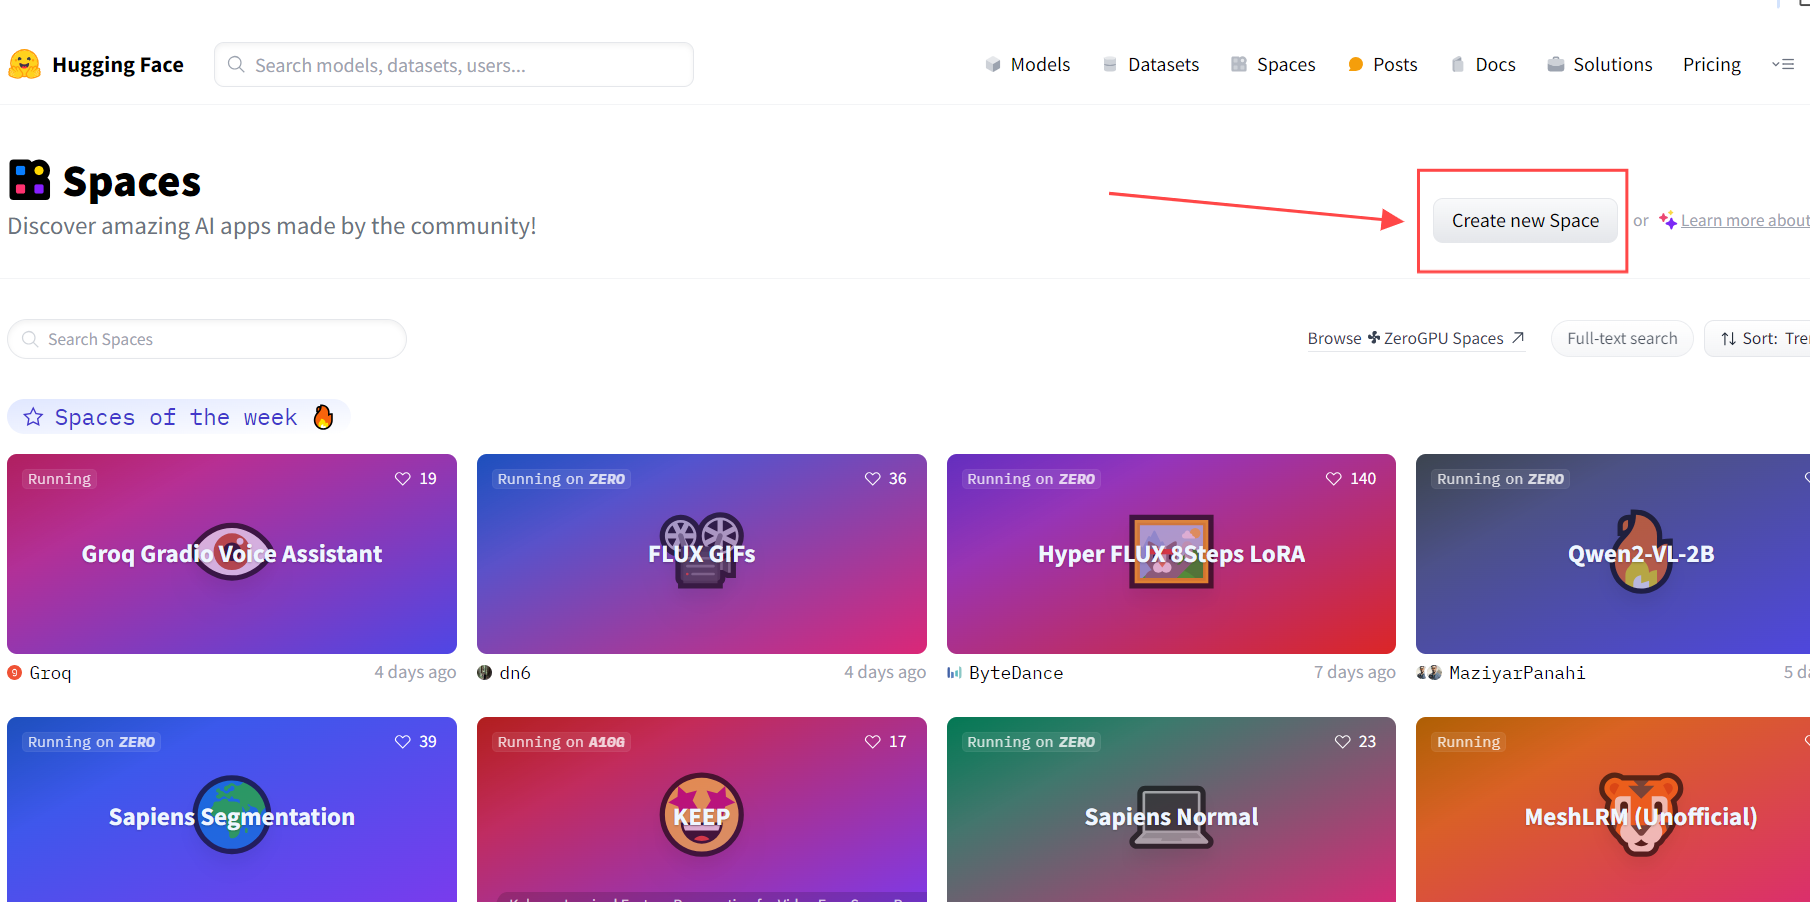 Hugging Face
Search models, datasets, users...
Models
Datasets
Spaces
Posts
Docs
Solutions
Pricing
Spaces
Discover amazing AI apps made by the community!
Create new Space
or
Learn more about
Search Spaces
Browse ZeroGPU Spaces
Full-text search
Sort: Tre
Spaces of the week
Running
19
Groq Gradio Voice Assistant
Groq
4 days ago
Running on ZERO
36
FLUX GIFs
dn6
4 days ago
Running on ZERO
140
Hyper FLUX 8Steps LoRA
ByteDance
7 days ago
Running on ZERO
Qwen2-VL-2B
MaziyarPanahi
5 da
Running on ZERO
39
Sapiens Segmentation
Running on A10G
17
KEEP
Running on ZERO
23
Sapiens Normal
Running
MeshLRM (Unofficial)